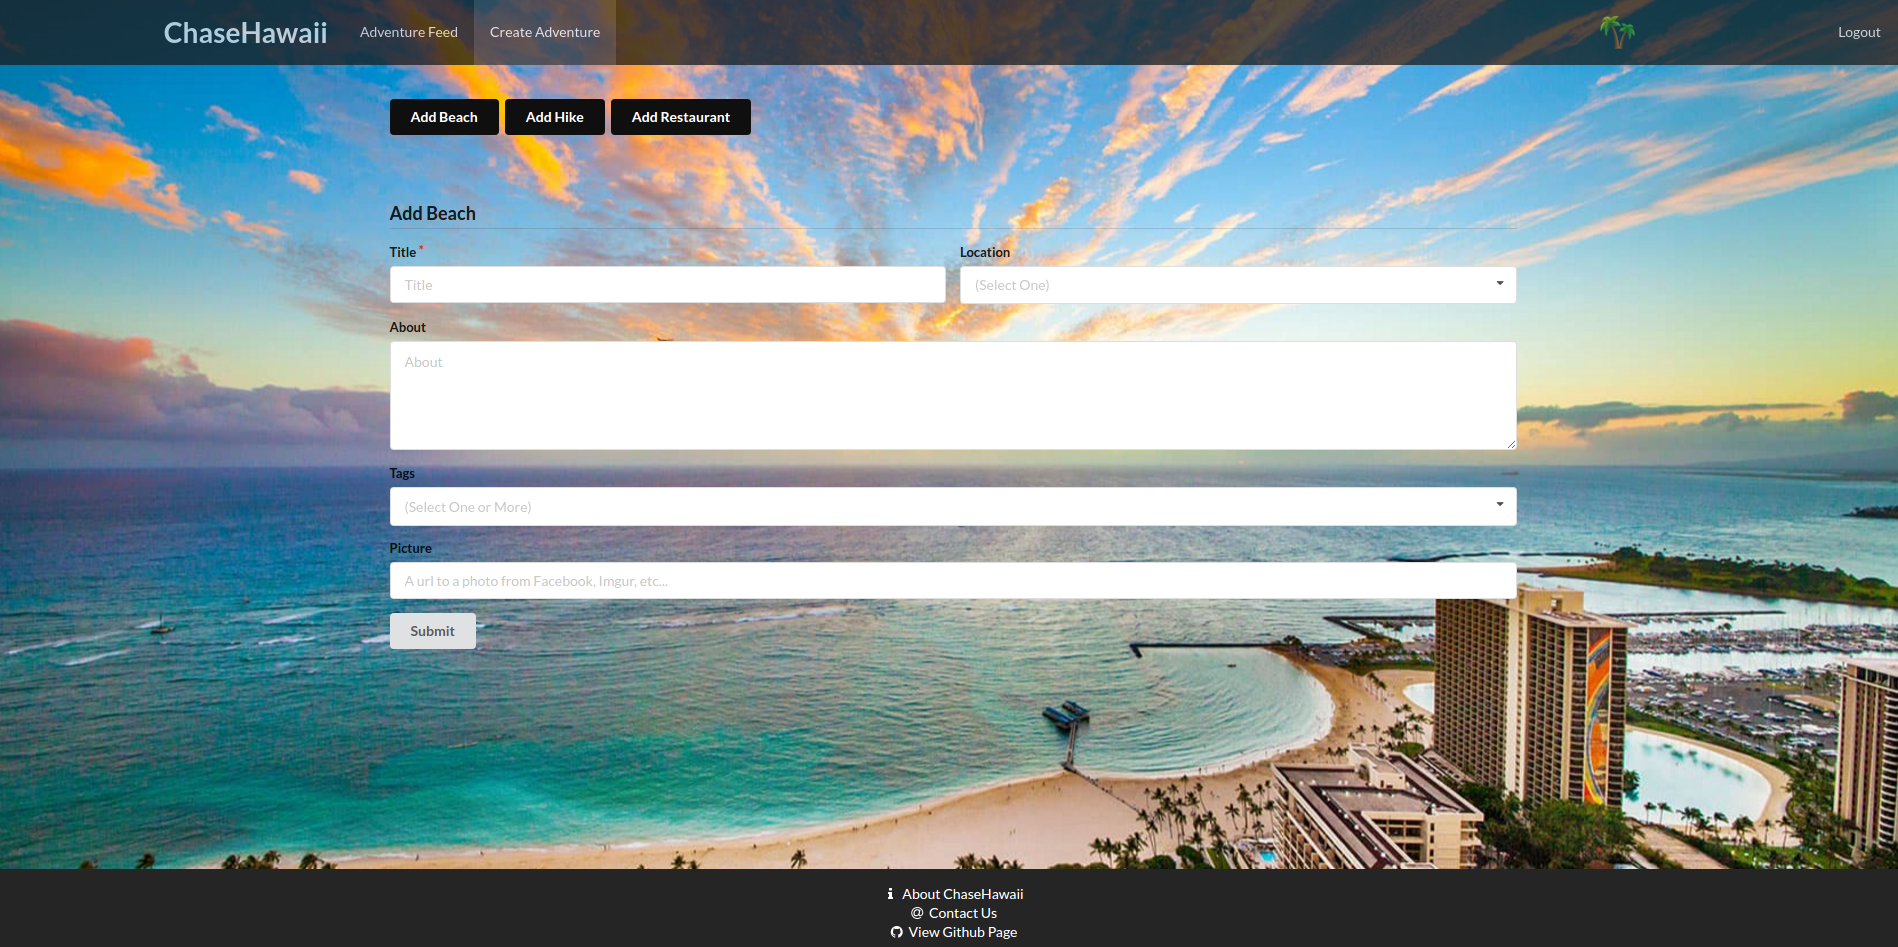 ChaseHawaii Adventure Feed Create Adventure Logout
Add Beach Add Hike Add Restaurant
Add Beach
Title * Location
Title (Select One)
About
About
Tags
(Select One or More)
Picture
A url to a photo from Facebook, Imgur, etc...
Submit
About ChaseHawaii
@ Contact Us
View Github Page